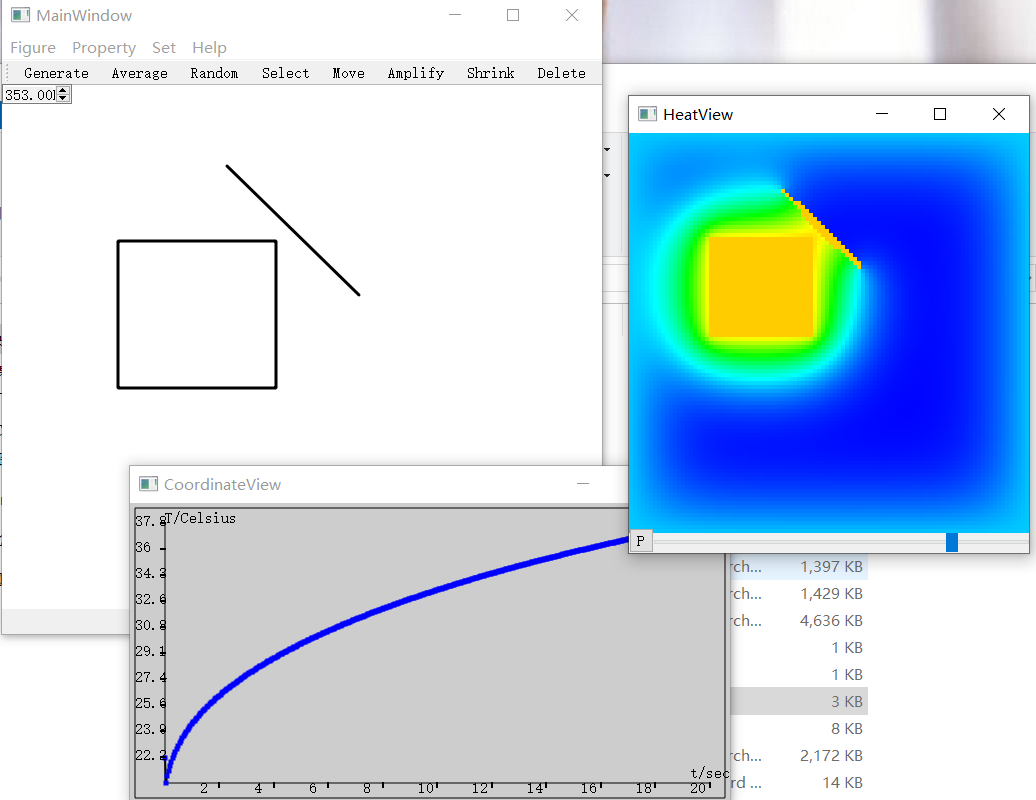 MainWindow
Figure Property Set Help
Generate Average Random Select Move Amplify Shrink Delete
353.00
HeatView
P
CoordinateView
T/Celsius
37.8
36
34.3
32.6
30.8
29.1
27.4
25.6
23.9
22.2
t/sec
2 4 6 8 10 12 14 16 18 20
rch... 1,397 KB
rch... 1,429 KB
rch... 4,636 KB
1 KB
1 KB
3 KB
8 KB
rch... 2,172 KB
rd ... 14 KB